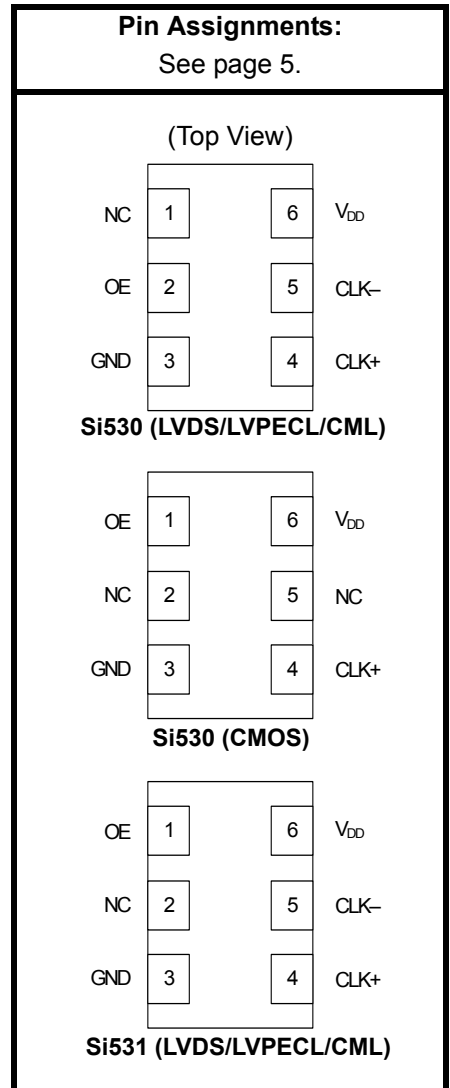 Pin Assignments:
See page 5.
(Top View)
NC 1 6 VDD
OE 2 5 CLK–
GND 3 4 CLK+
Si530 (LVDS/LVPECL/CML)
OE 1 6 VDD
NC 2 5 NC
GND 3 4 CLK+
Si530 (CMOS)
OE 1 6 VDD
NC 2 5 CLK–
GND 3 4 CLK+
Si531 (LVDS/LVPECL/CML)